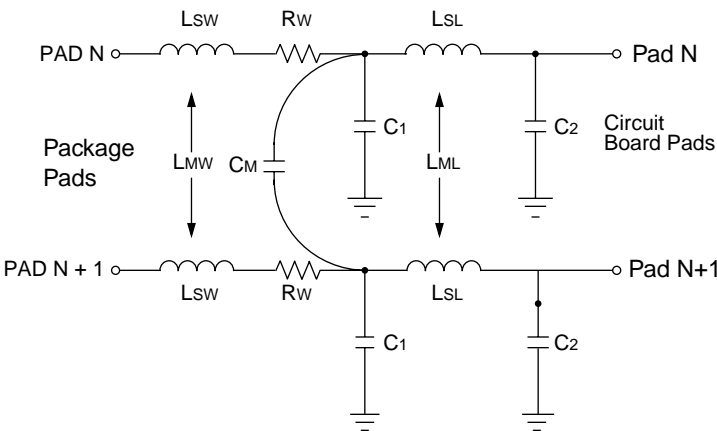 LSW RW LSL
PAD N Pad N
C1 C2 Circuit
Board Pads
Package
Pads
LMW CM LML
PAD N + 1 Pad N+1
LSW RW LSL
C1 C2